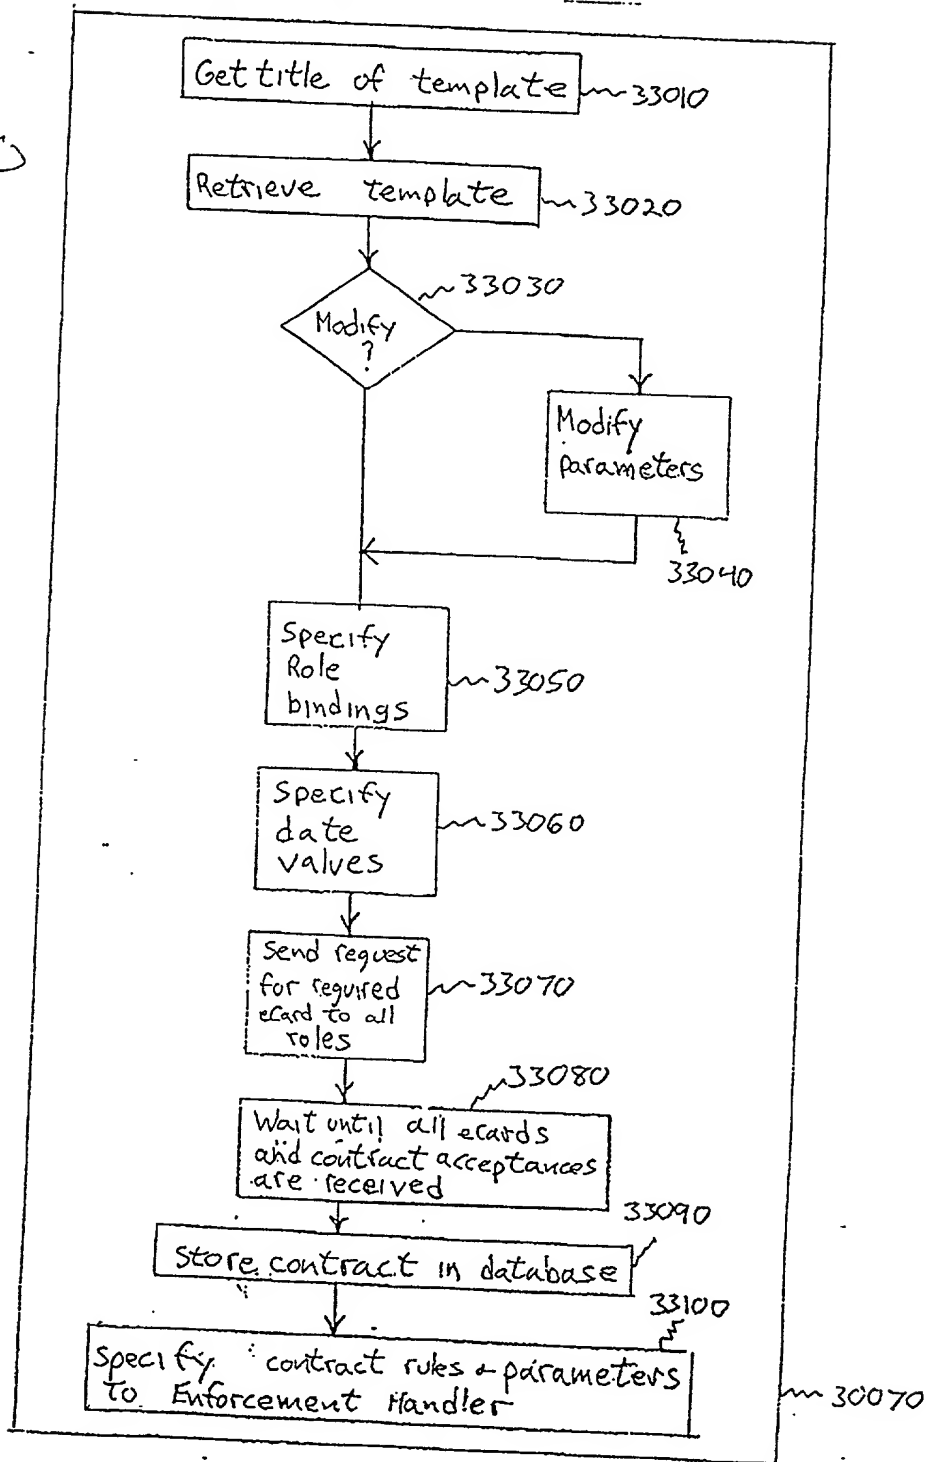 Get title of template
33010
Retrieve template
33020
33030
Modify
?
Modify
parameters
33040
Specify
Role
bindings
33050
Specify
date
values
33060
Send request
for required
eCard to all
roles
33070
33080
Wait until all ecards
and contract acceptances
are received
33090
Store contract in database
33100
Specify contract rules & parameters
to Enforcement Handler
30070